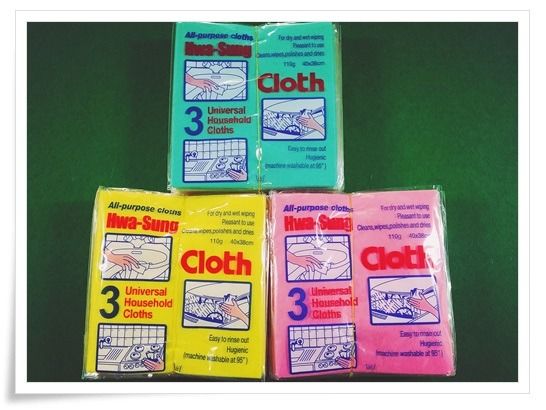 All-purpose cloths
Hwa-Sung
3 Universal
Household
Cloths
For dry and wet wiping
Pleasant to use
Cleans,wipes,polishes and dries
110g 40x38cm
Cloth
Easy to rinse out
Hygienic
(machine washable at 95°)
All-purpose cloths
Hwa-Sung
3 Universal
Household
Cloths
For dry and wet wiping
Pleasant to use
Cleans,wipes,polishes and dries
110g 40x38cm
Cloth
Easy to rinse out
Hygienic
(machine washable at 95°)
All-purpose cloths
Hwa-Sung
3 Universal
Household
Cloths
For dry and wet wiping
Pleasant to use
Cleans,wipes,polishes and dries
110g 40x38cm
Cloth
Easy to rinse out
Hygienic
(machine washable at 95°)